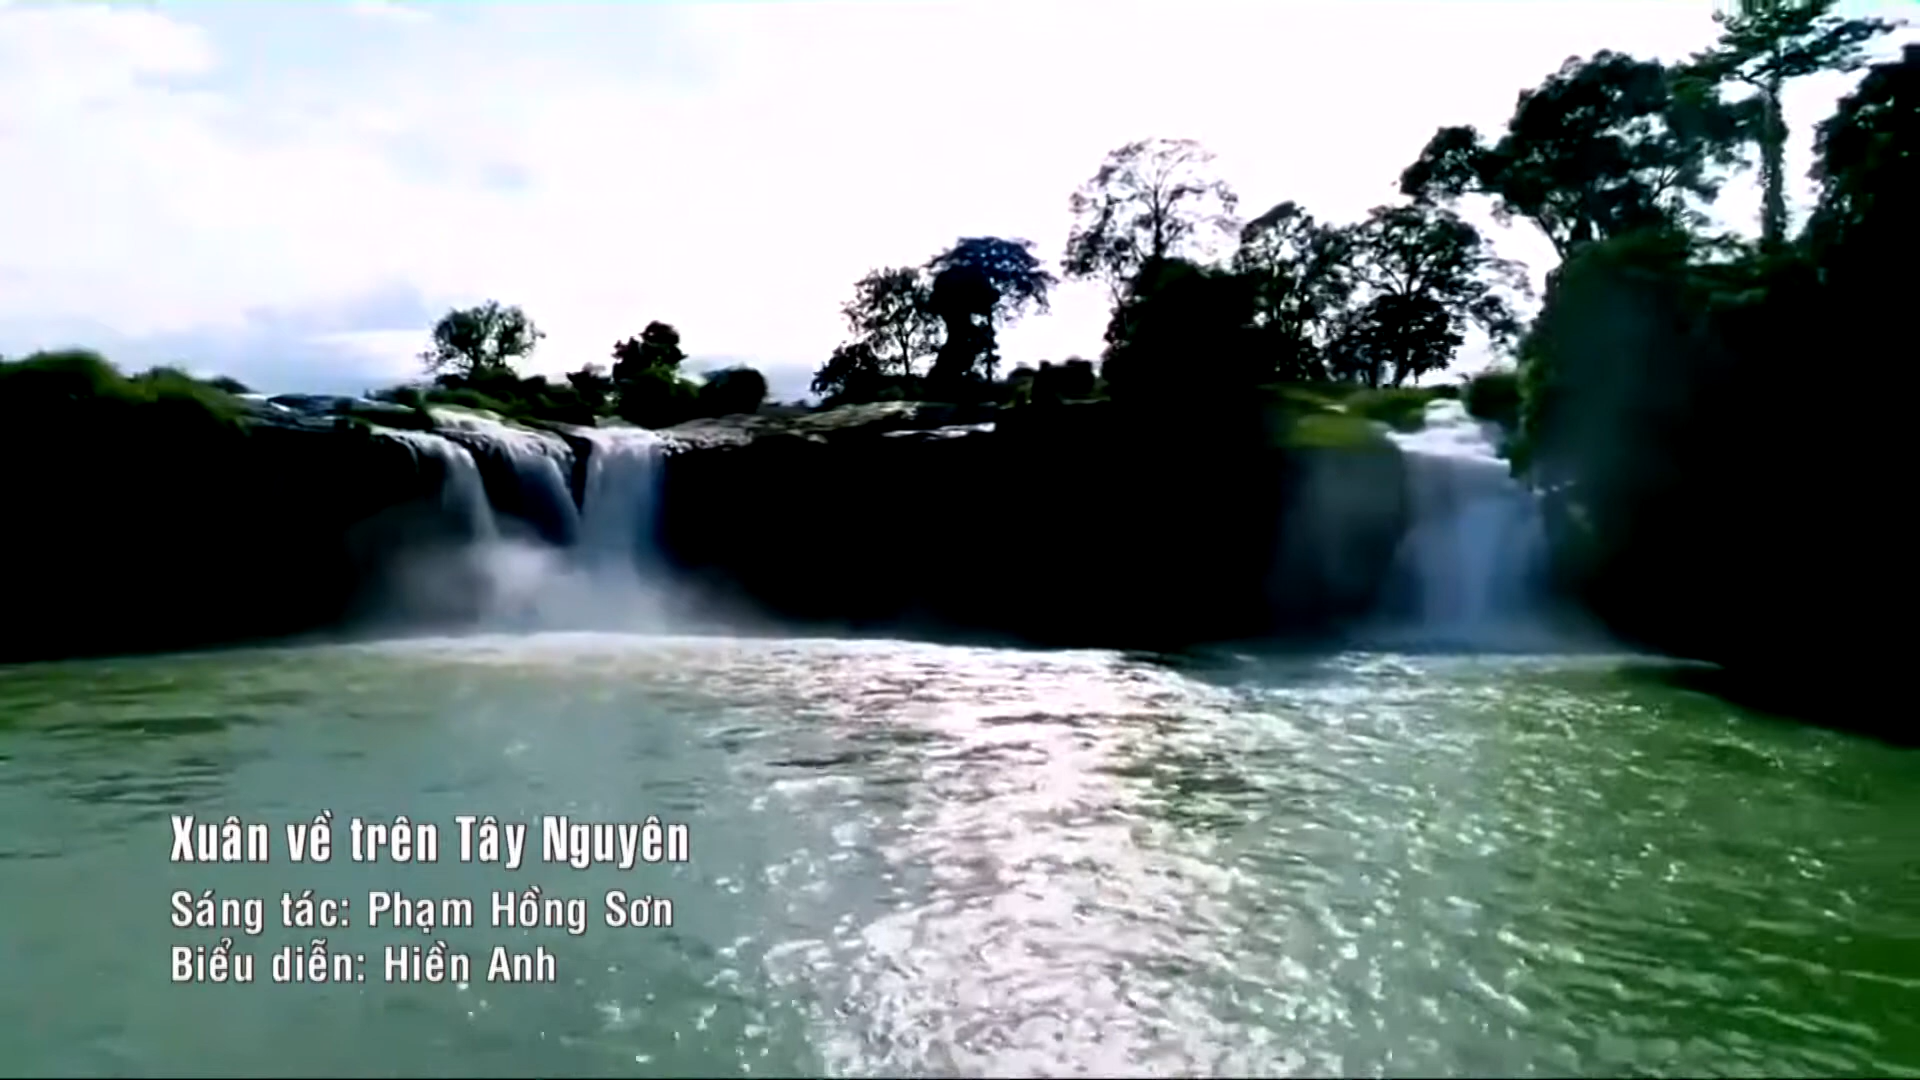 Xuân về trên Tây Nguyên
Sáng tác: Phạm Hồng Sơn
Biểu diễn: Hiền Anh